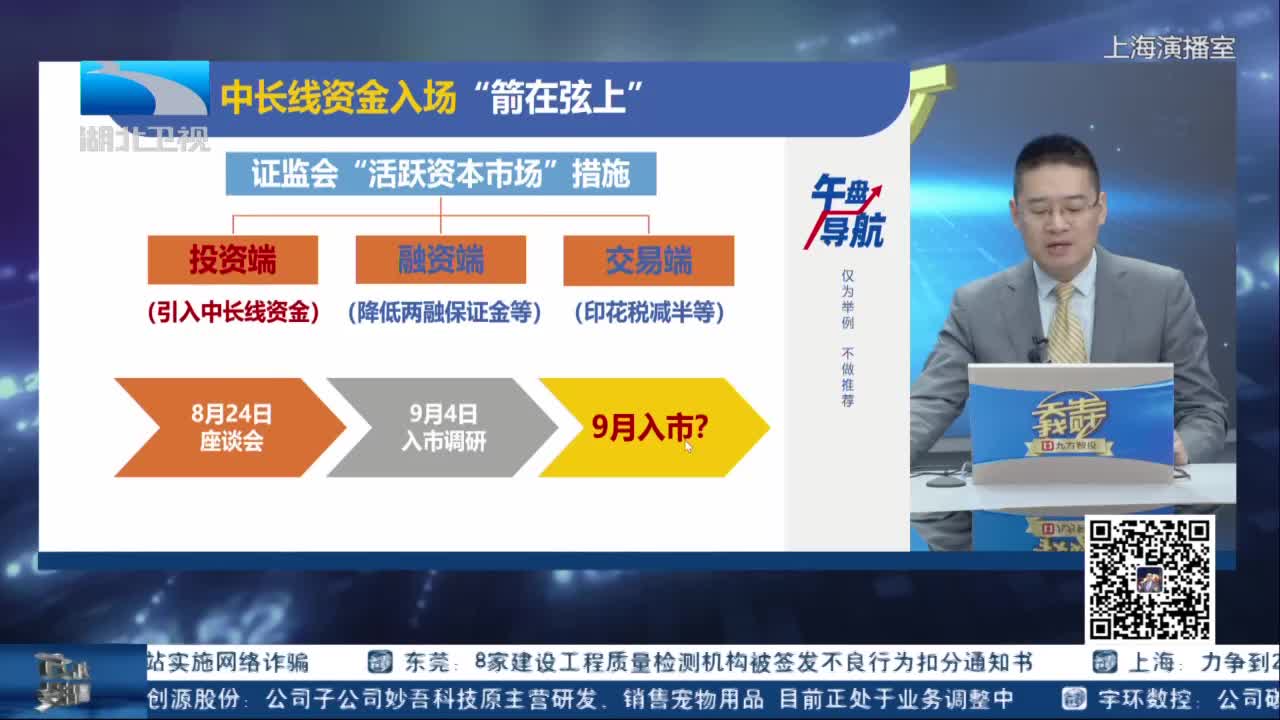 上海演播室
湖北卫视
中长线资金入场“箭在弦上”
证监会“活跃资本市场”措施
投资端
融资端
交易端
(引入中长线资金)
(降低两融保证金等)
(印花税减半等)
8月24日
座谈会
9月4日
入市调研
9月入市?
午盘
导航
仅为举例 不做推荐
九方智投
站实施网络诈骗
东莞：8家建设工程质量检测机构被签发不良行为扣分通知书
上海：力争到2
创源股份：公司子公司妙吾科技原主营研发、销售宠物用品 目前正处于业务调整中
宇环数控：公司